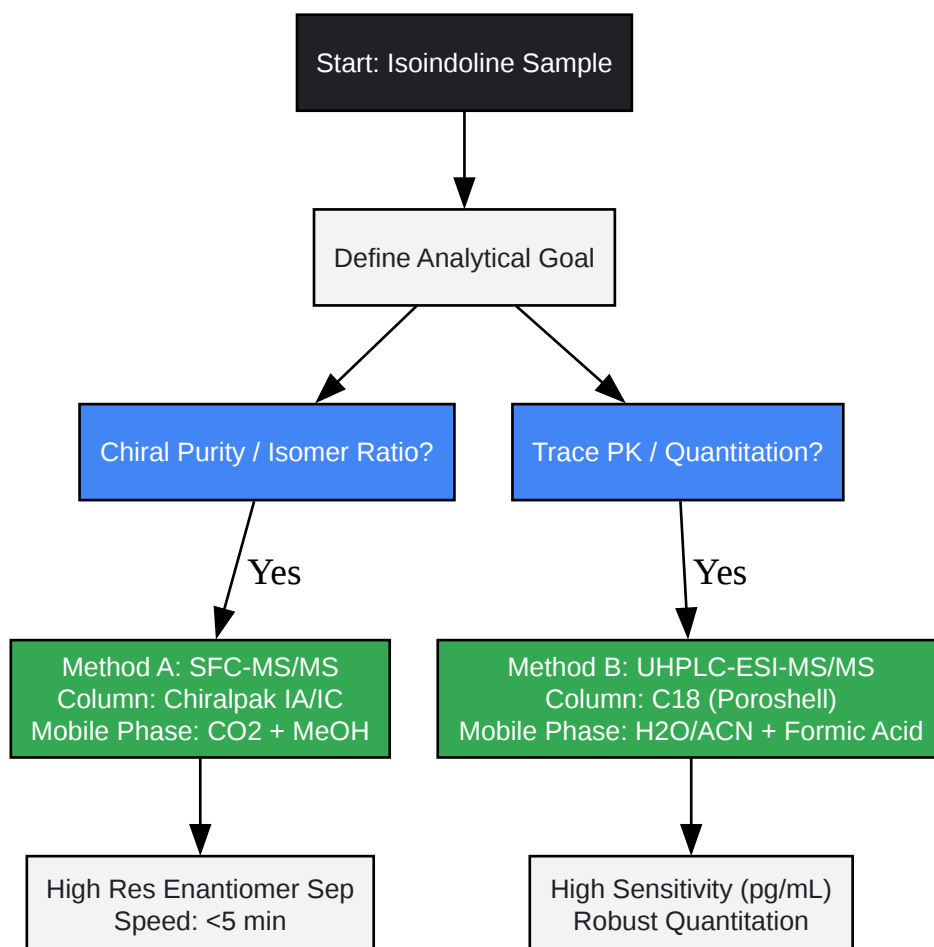 Start: Isoindoline Sample
Define Analytical Goal
Chiral Purity / Isomer Ratio?
Trace PK / Quantitation?
Yes
Yes
Method A: SFC-MS/MS
Column: Chiralpak IA/IC
Mobile Phase: CO2 + MeOH
Method B: UHPLC-ESI-MS/MS
Column: C18 (Poroshell)
Mobile Phase: H2O/ACN + Formic Acid
High Res Enantiomer Sep
Speed: <5 min
High Sensitivity (pg/mL)
Robust Quantitation